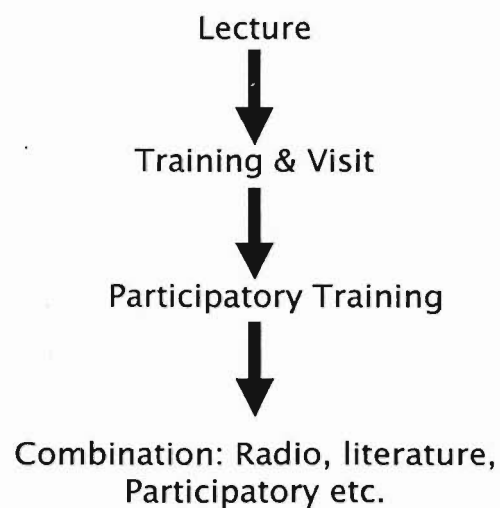 Lecture
Training & Visit
Participatory Training
Combination: Radio, literature,
Participatory etc.